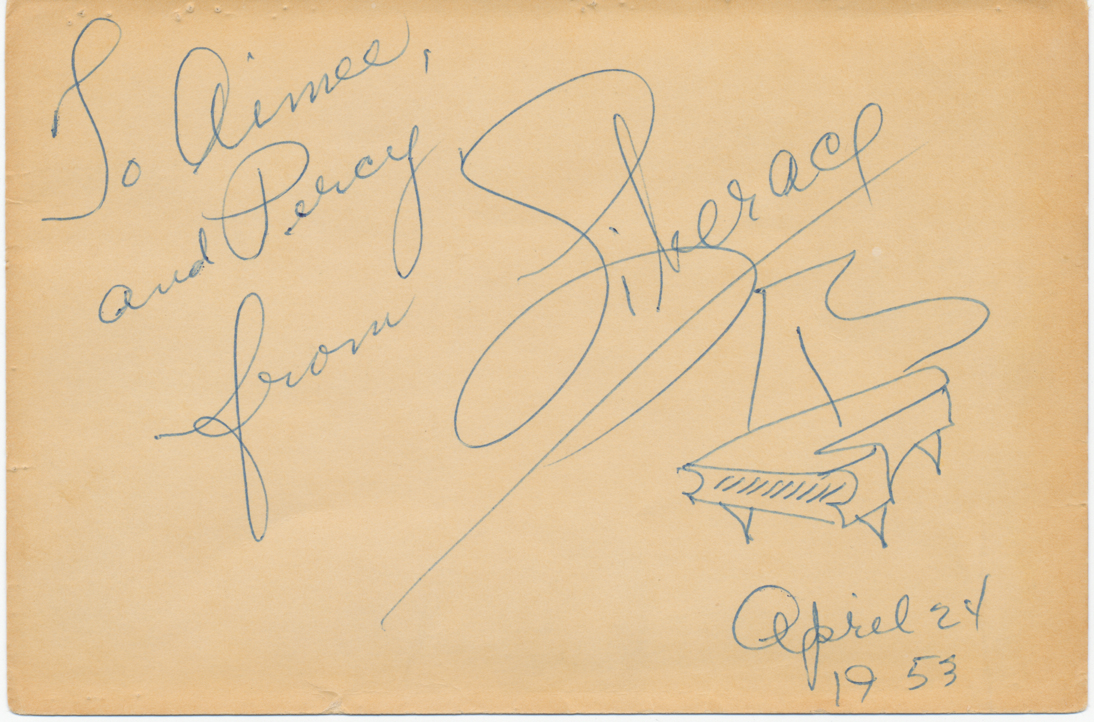 To Aimee,
and Percy
from
Liberace
April 24
1953